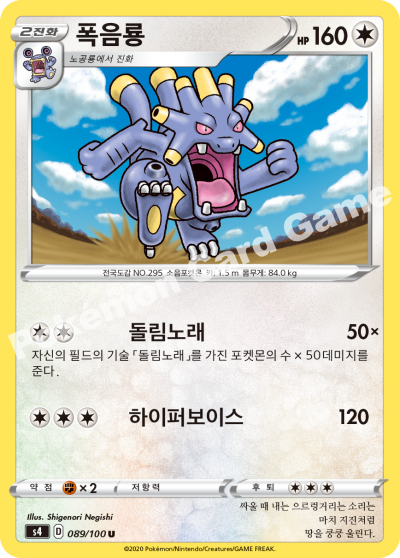 2진화
폭음룡
HP 160
노공룡에서 진화
전국도감 NO.295 소음포켓몬 키: 1.5 m 몸무게: 84.0 kg
Pokémon Card Game
돌림노래 50×
자신의 필드의 기술 「돌림노래」를 가진 포켓몬의 수 × 50데미지를
준다.
하이퍼보이스 120
약 점 × 2 저항력 후 퇴
Illus. Shigenori Negishi
싸울 때 내는 으르렁거리는 소리는
마치 지진처럼
땅을 쿵쿵 울린다.
s4 D 089/100 U
©2020 Pokémon/Nintendo/Creatures/GAME FREAK.